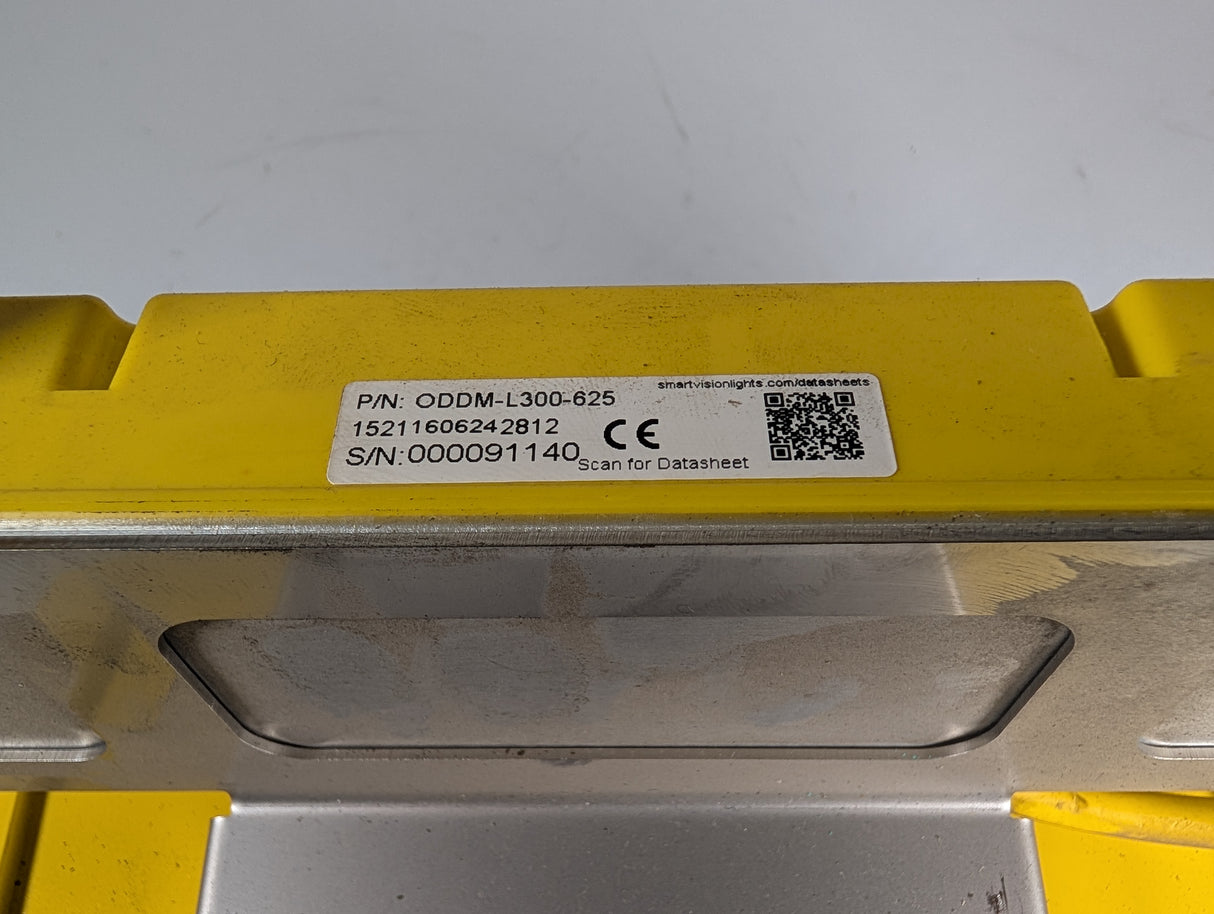 smartvisionlights.com/datasheets
P/N: ODDM-L300-625
15211606242812
S/N:000091140
CE
Scan for Datasheet